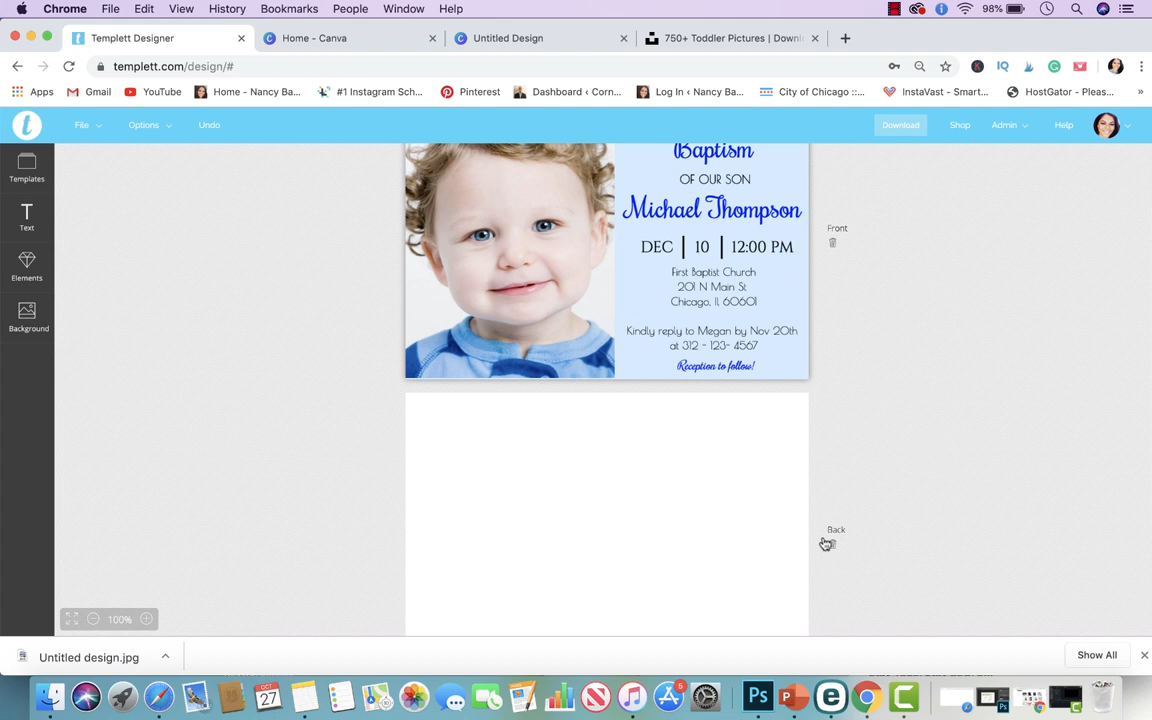 Chrome File Edit View History Bookmarks People Window Help 98%
Templett Designer Home - Canva Untitled Design 750+ Toddler Pictures | Downl
templett.com/design/#
Apps Gmail YouTube Home - Nancy Ba... #1 Instagram Sch... Pinterest Dashboard ‹ Corn... Log In ‹ Nancy Ba... City of Chicago ::... InstaVast - Smart... HostGator - Pleas... »
t File Options Undo Download Shop Admin Help
Templates
Text
Elements
Background
Baptism
OF OUR SON
Michael Thompson
DEC | 10 | 12:00 PM
First Baptist Church
201 N Main St
Chicago, IL 60601
Kindly reply to Megan by Nov 20th
at 312 - 123- 4567
Reception to follow!
Front
Back
100%
Untitled design.jpg
Show All
OCT
27
5
Ps